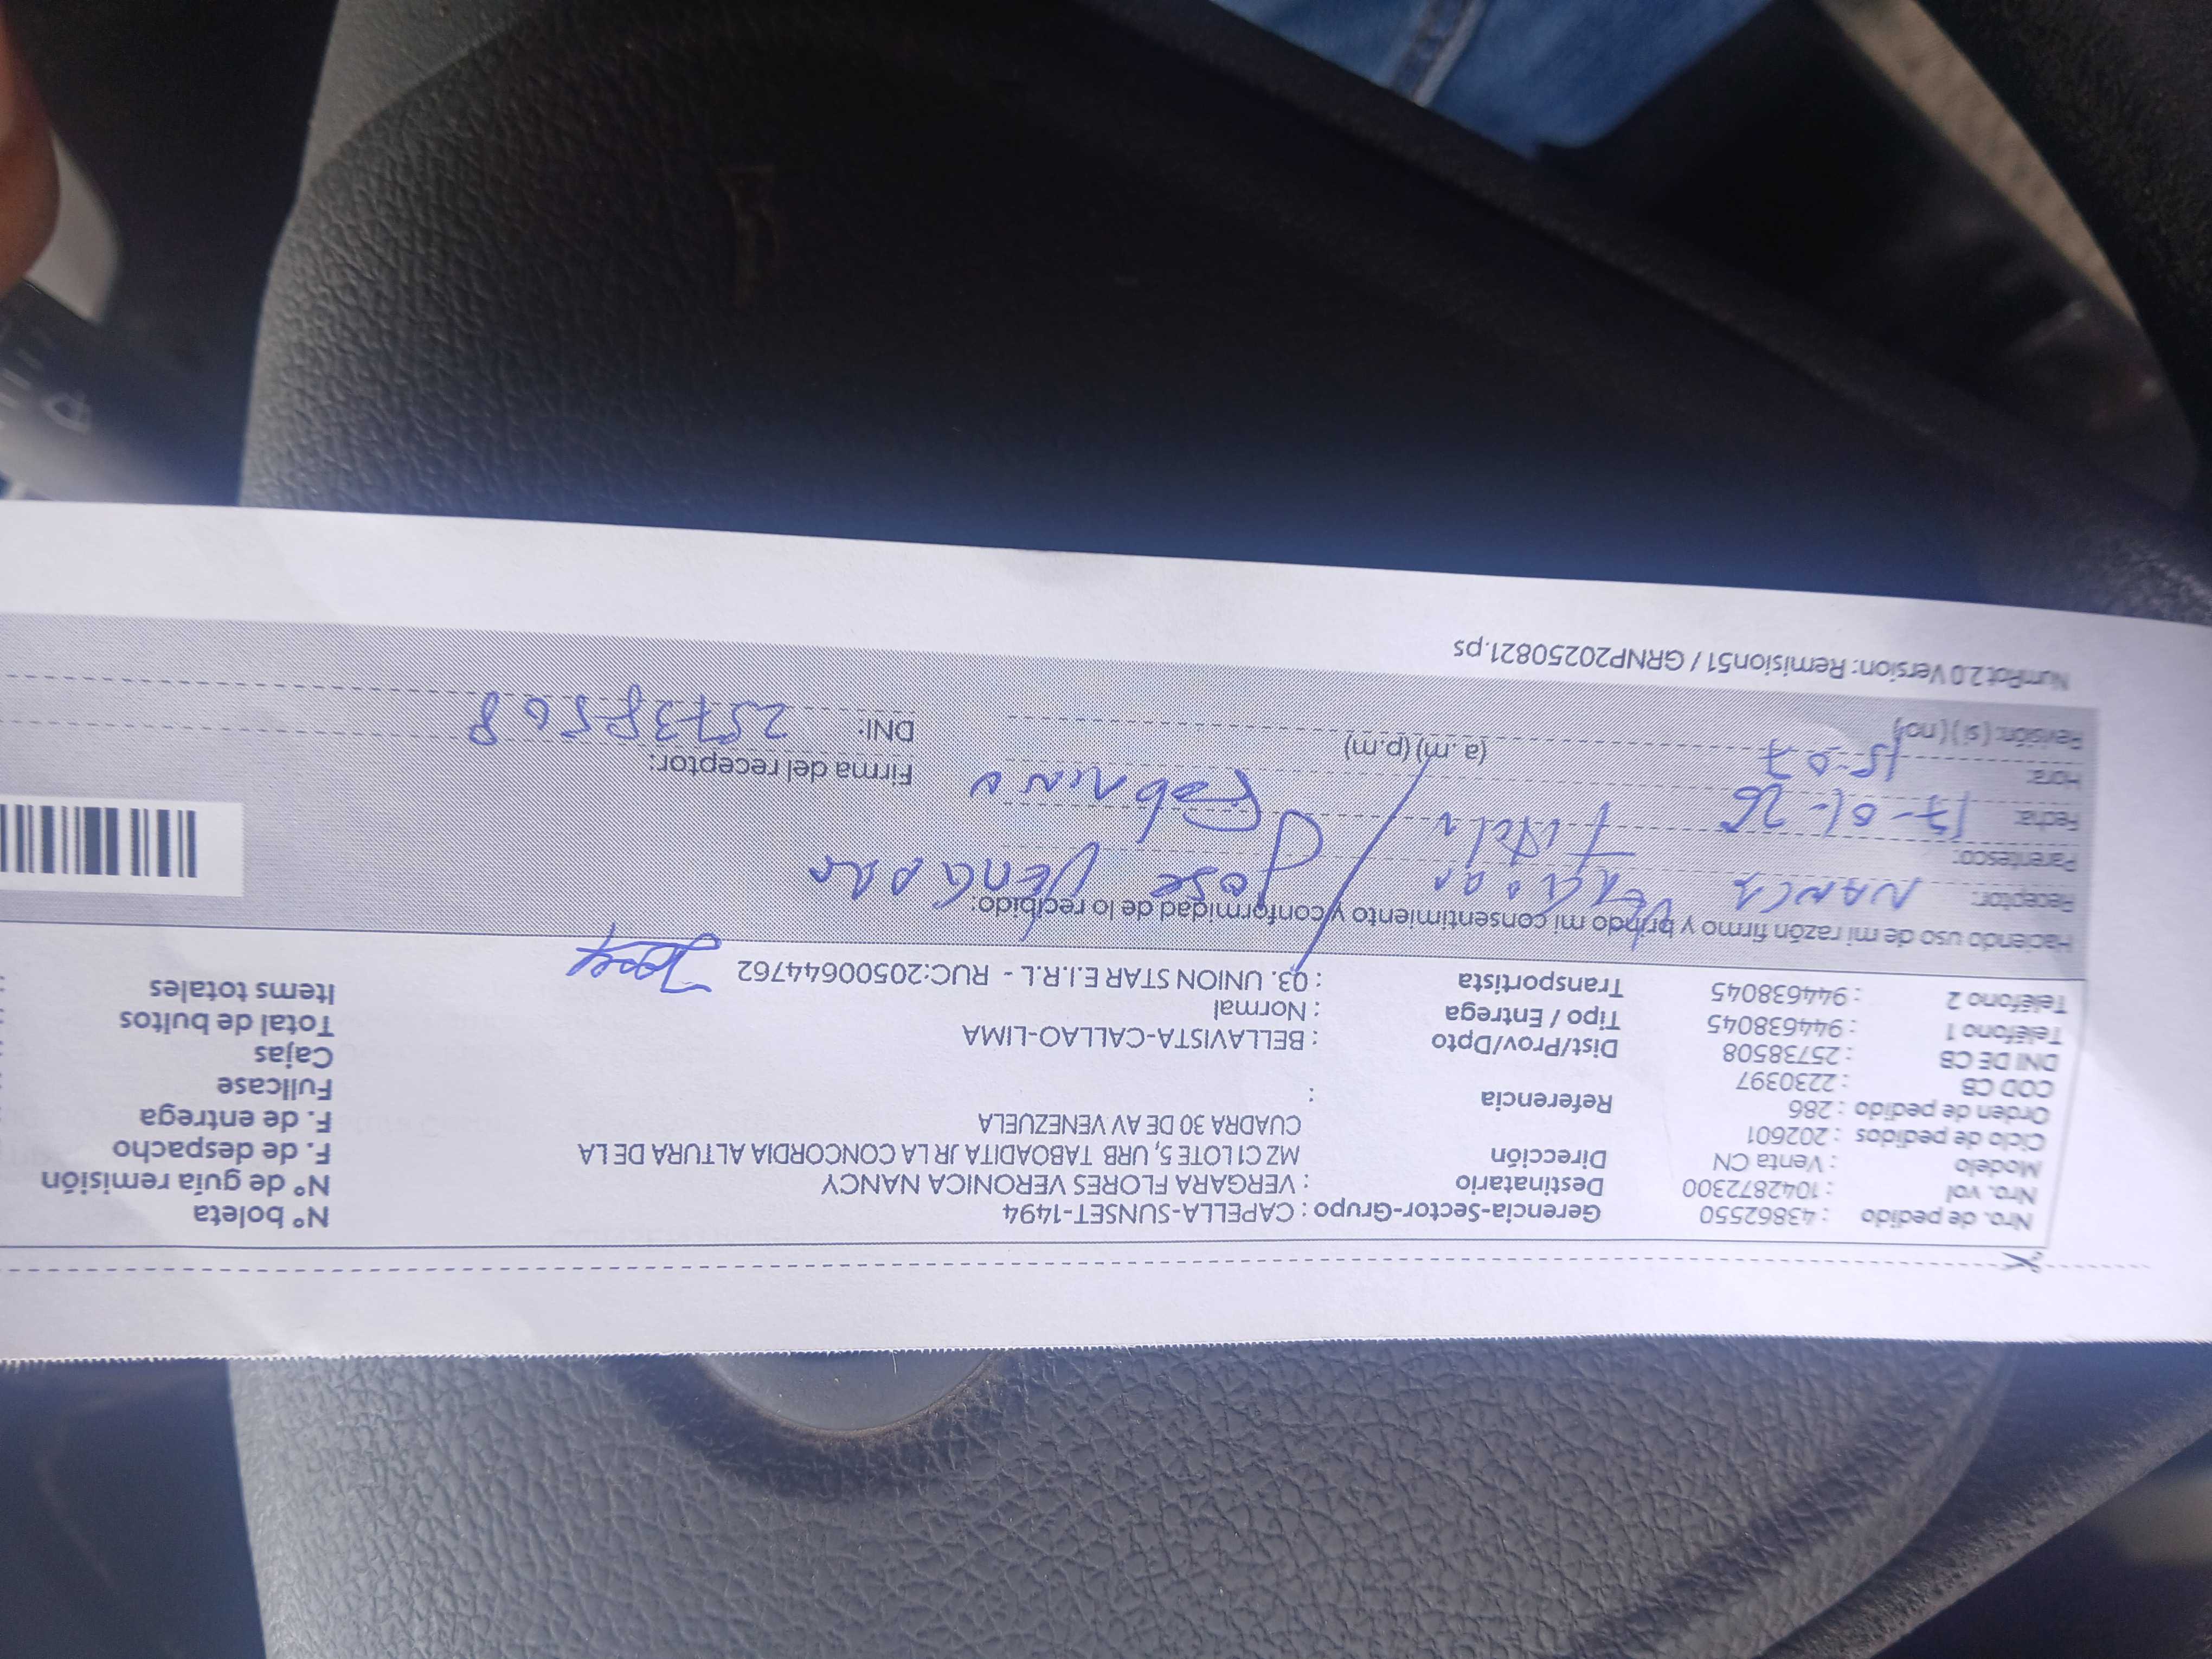 Nro. de pedido : 43862550 Gerencia-Sector-Grupo : CAPELLA-SUNSET-1494 Nº boleta
Nro. vol : 1042872300 Destinatario : VERGARA FLORES VERONICA NANCY Nº de guía remisión
Modelo : Venta CN Dirección MZ C1 LOTE 5, URB TABOADITA JR LA CONCORDIA ALTURA DE LA F. de despacho
Ciclo de pedidos : 202601 CUADRA 30 DE AV VENEZUELA F. de entrega
Orden de pedido : 286 Referencia : Fullcase
COD CB : 2230397 Cajas
DNI DE CB : 25738508 Dist/Prov/Dpto : BELLAVISTA-CALLAO-LIMA Total de bultos
Teléfono 1 : 944638045 Tipo / Entrega : Normal Items totales
Teléfono 2 : 944638045 Transportista : 03. UNION STAR E.I.R.L - RUC:20500644762
Haciendo uso de mi razón firmo y brindo mi consentimiento y conformidad de lo recibido:
Receptor: NANCY VERGARA / JOSE VERGARA
Parentesco:
Fecha: 17-01-26
Hora: 15-07 (a.m) (p.m) Firma del receptor:
Revisión: (si) (no) DNI: 25738508
NumRot 2.0 Version: Remision51 / GRNP20250821.ps